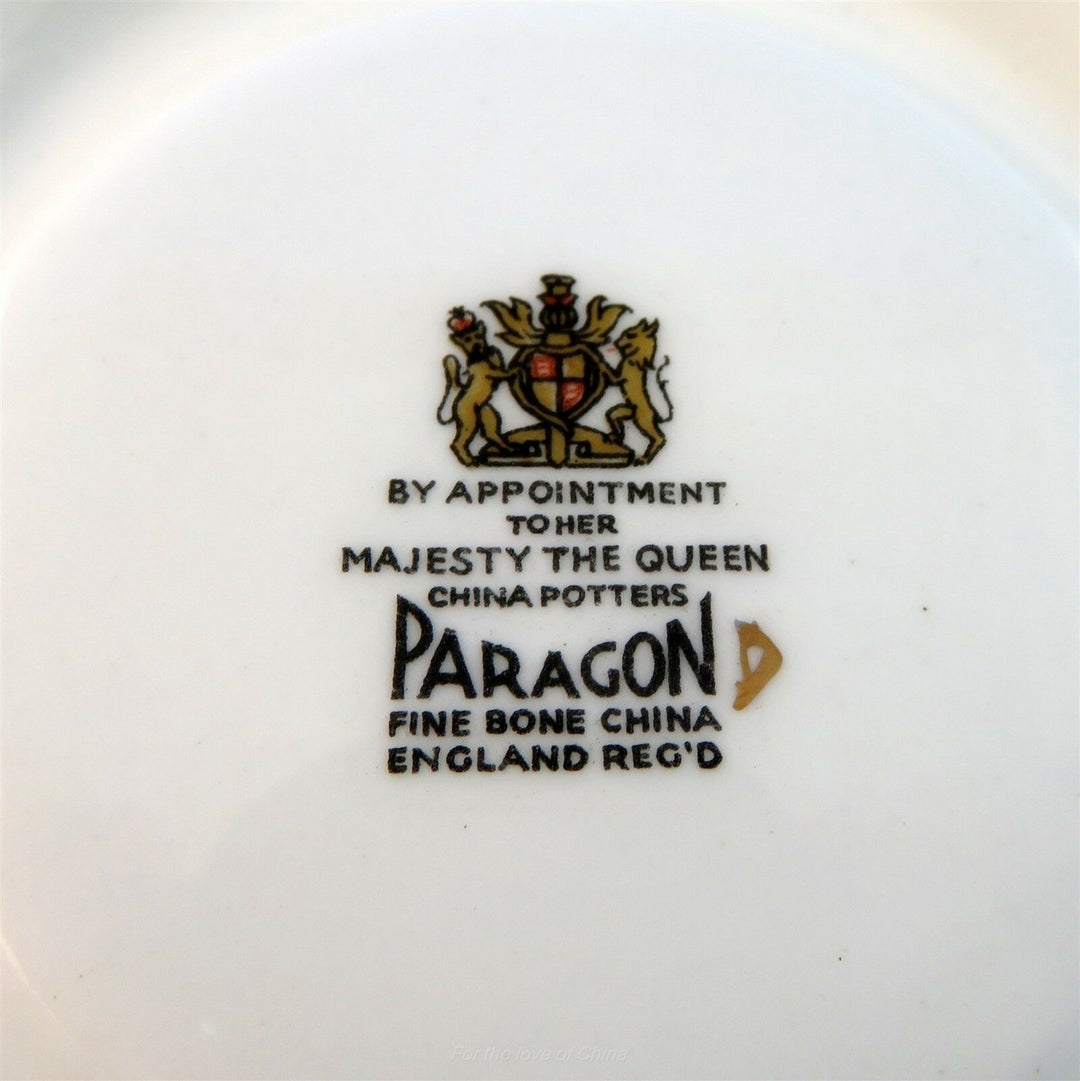 BY APPOINTMENT
TO HER
MAJESTY THE QUEEN
CHINA POTTERS
PARAGON D
FINE BONE CHINA
ENGLAND REG'D
For the love of China